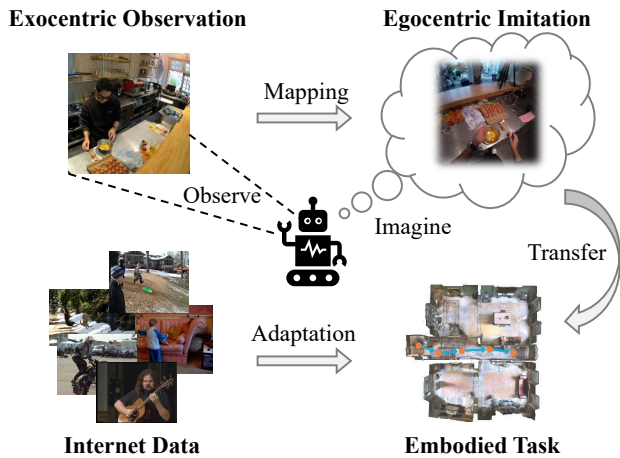 Exocentric Observation
Egocentric Imitation
Mapping
Observe
Imagine
Transfer
Adaptation
Internet Data
Embodied Task